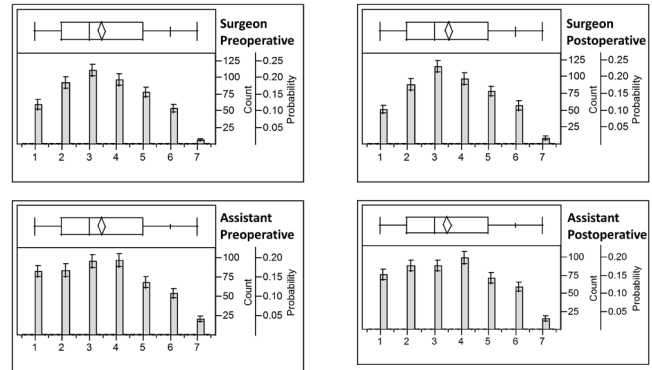 Surgeon
Preoperative
125
100
75
50
25
0.25
0.20
0.15
0.10
0.05
Count
Probability
1 2 3 4 5 6 7
Surgeon
Postoperative
125
100
75
50
25
0.25
0.20
0.15
0.10
0.05
Count
Probability
1 2 3 4 5 6 7
Assistant
Preoperative
100
75
50
25
0.20
0.15
0.10
0.05
Count
Probability
1 2 3 4 5 6 7
Assistant
Postoperative
100
75
50
25
0.20
0.15
0.10
0.05
Count
Probability
1 2 3 4 5 6 7